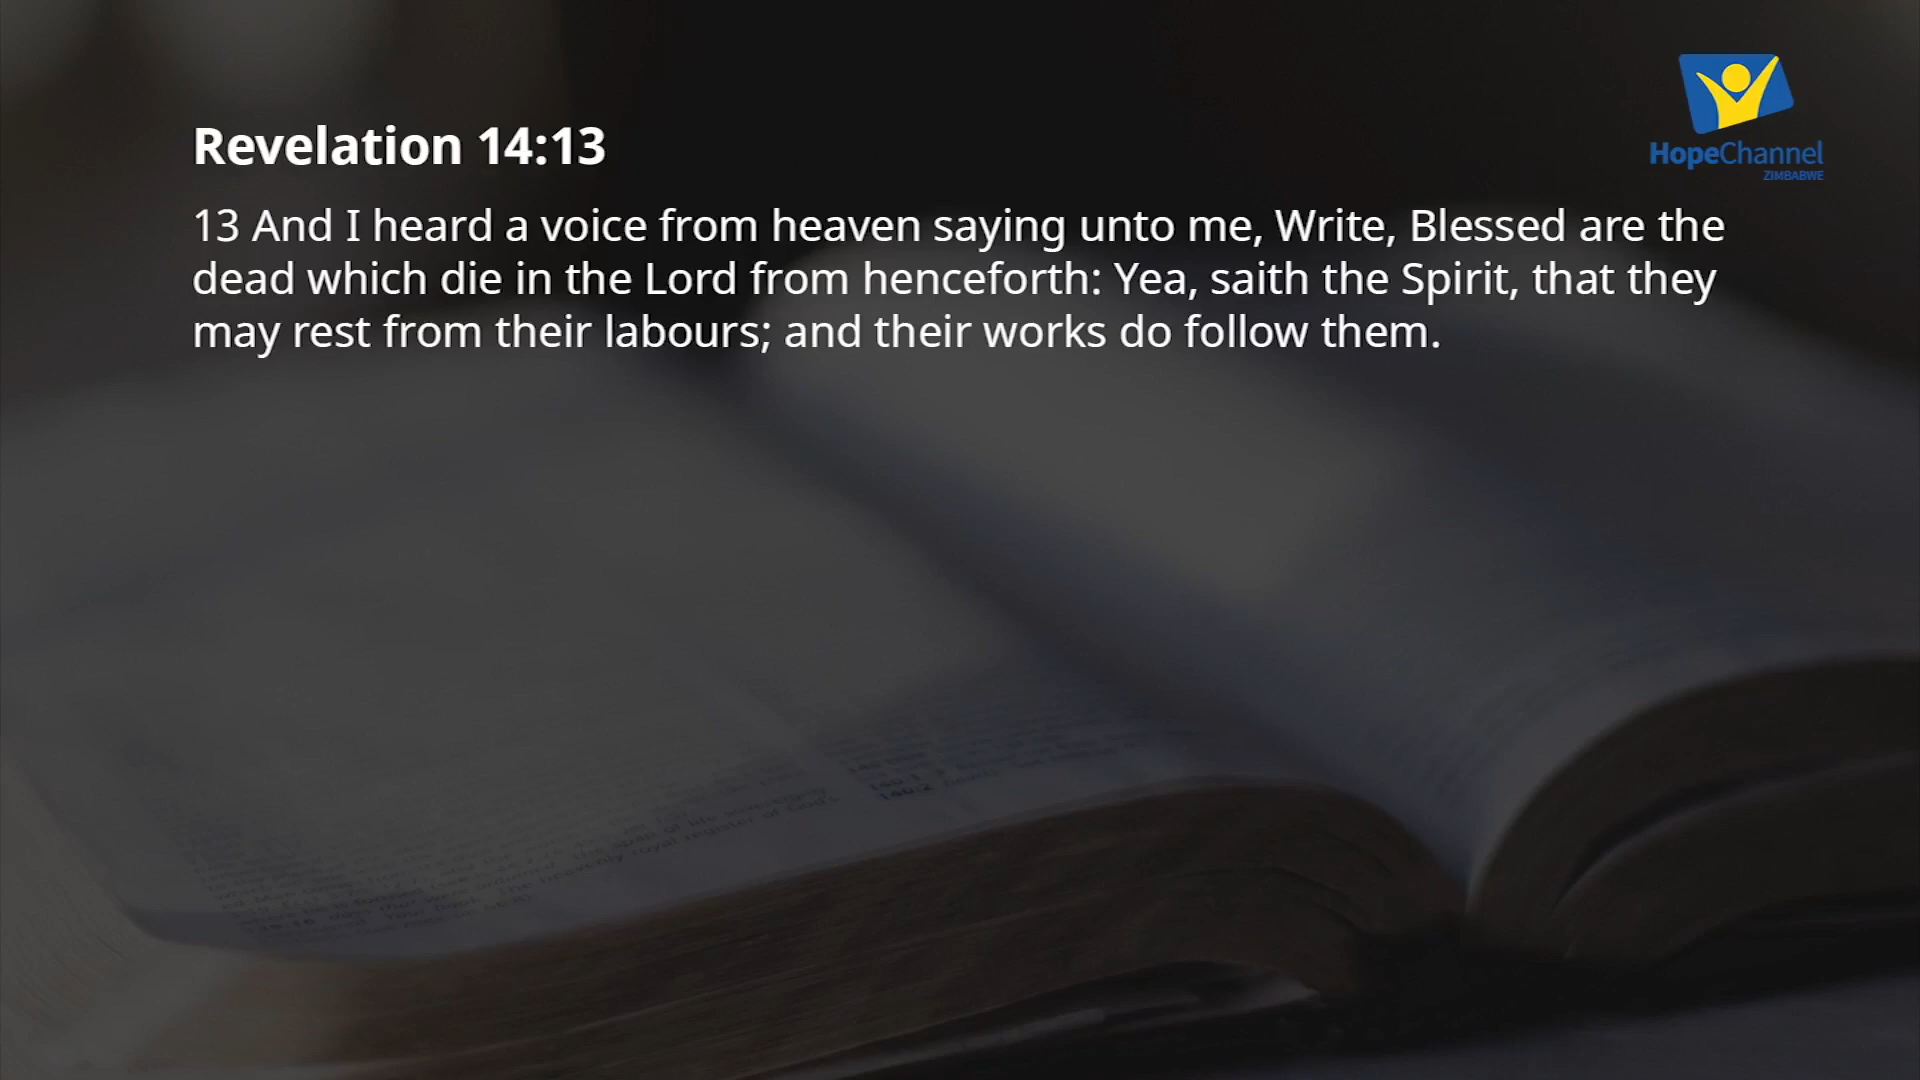 Revelation 14:13
HopeChannel
ZIMBABWE
13 And I heard a voice from heaven saying unto me, Write, Blessed are the
dead which die in the Lord from henceforth: Yea, saith the Spirit, that they
may rest from their labours; and their works do follow them.